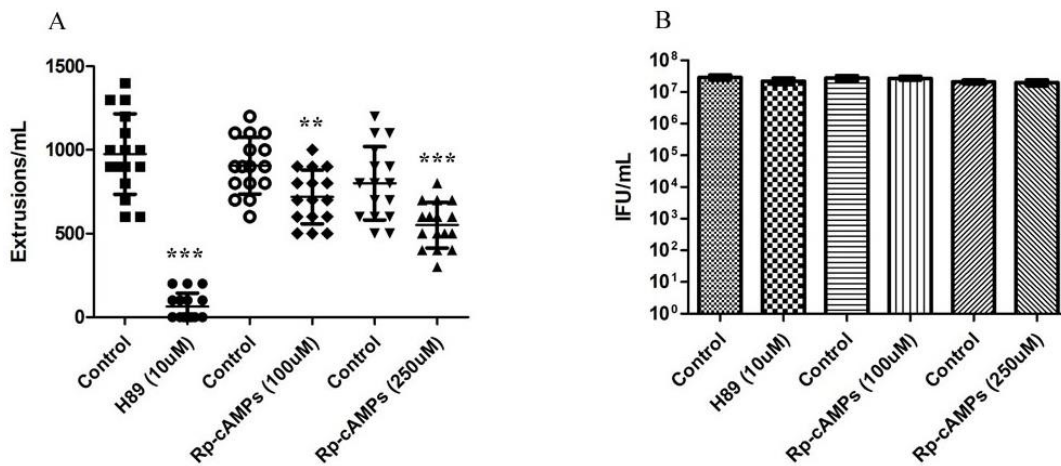 A
Extrusions/mL
1500
1000
500
0
***
**
***
Control
H89 (10uM)
Control
Rp-cAMPs (100uM)
Control
Rp-cAMPs (250uM)
B
IFU/mL
10⁸
10⁷
10⁶
10⁵
10⁴
10³
10²
10¹
10⁰
Control
H89 (10uM)
Control
Rp-cAMPs (100uM)
Control
Rp-cAMPs (250uM)